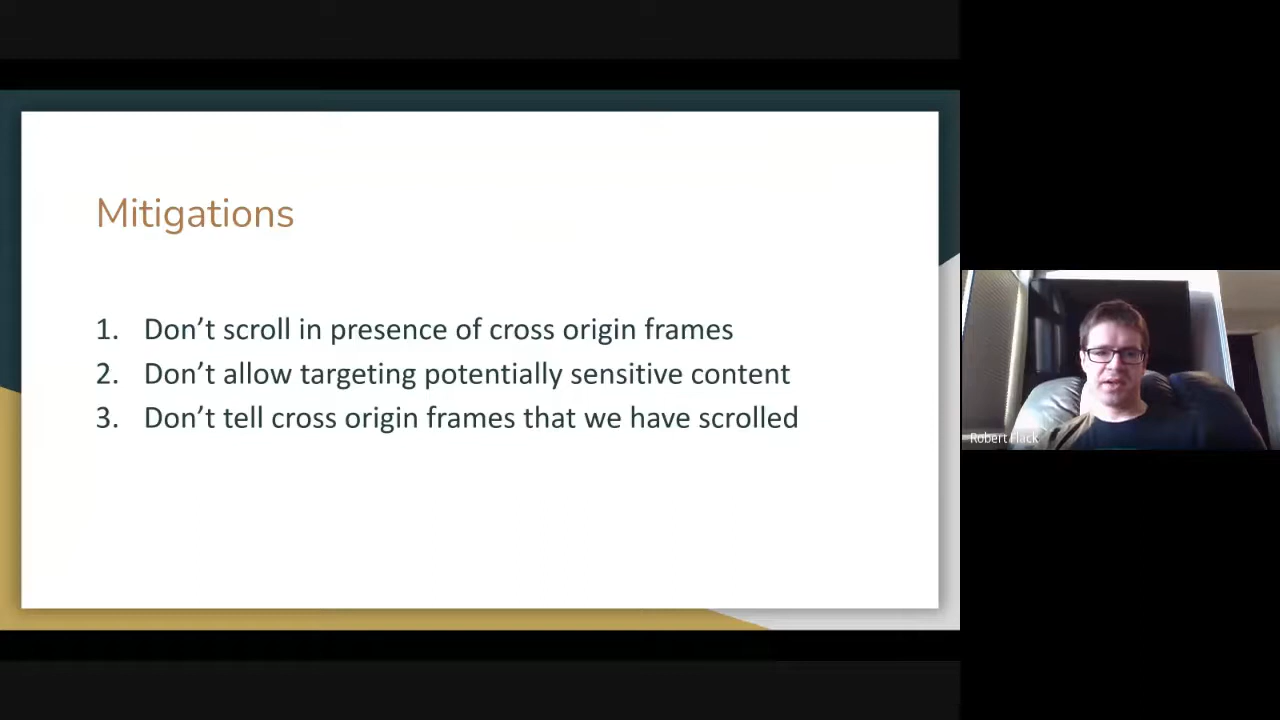 Mitigations
1. Don’t scroll in presence of cross origin frames
2. Don’t allow targeting potentially sensitive content
3. Don’t tell cross origin frames that we have scrolled
Robert Flack